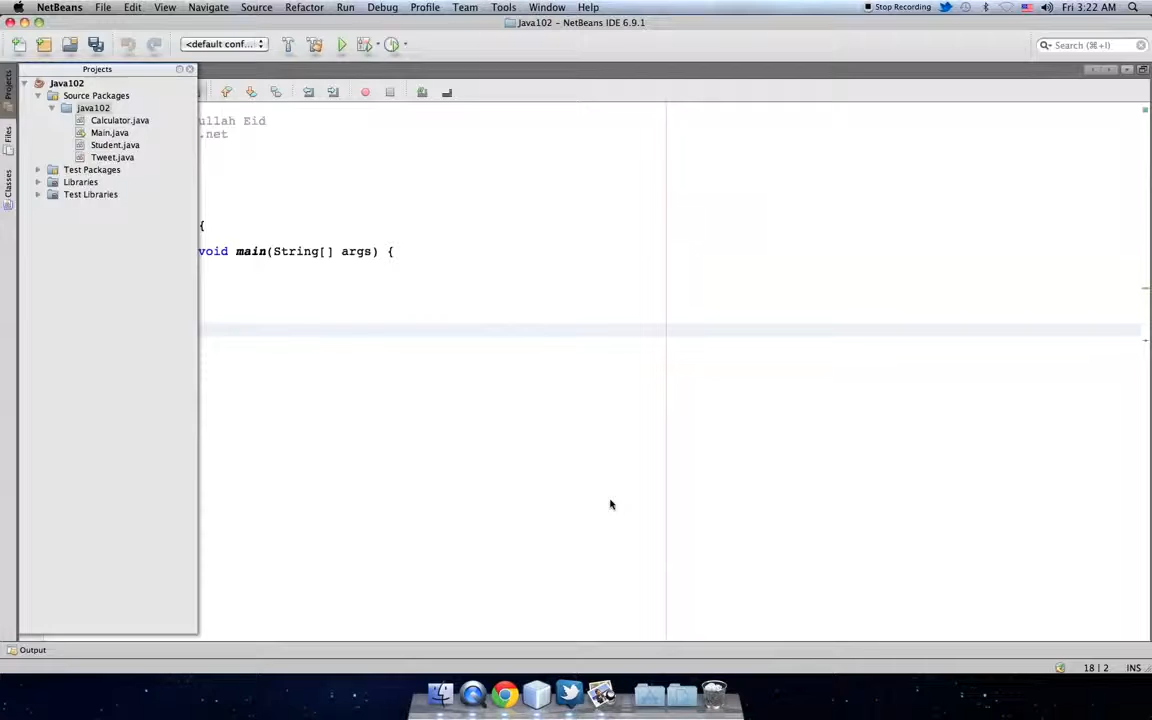 NetBeans File Edit View Navigate Source Refactor Run Debug Profile Team Tools Window Help Stop Recording Fri 3:22 AM
Java102 – NetBeans IDE 6.9.1
<default conf... Search (⌘+I)
Projects
Projects
Files
Classes
Java102
Source Packages
java102
Calculator.java
Main.java
Student.java
Tweet.java
Test Packages
Libraries
Test Libraries
ullah Eid
.net
{
void main(String[] args) {
Output
18 | 2 INS